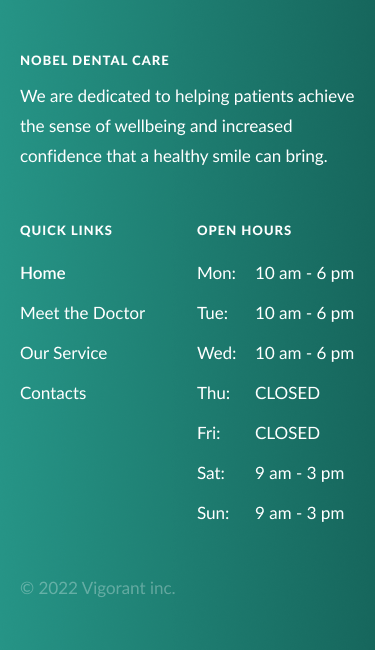 NOBEL DENTAL CARE
We are dedicated to helping patients achieve
the sense of wellbeing and increased
confidence that a healthy smile can bring.
QUICK LINKS
Home
Meet the Doctor
Our Service
Contacts
OPEN HOURS
Mon: 10 am - 6 pm
Tue: 10 am - 6 pm
Wed: 10 am - 6 pm
Thu: CLOSED
Fri: CLOSED
Sat: 9 am - 3 pm
Sun: 9 am - 3 pm
© 2022 Vigorant inc.